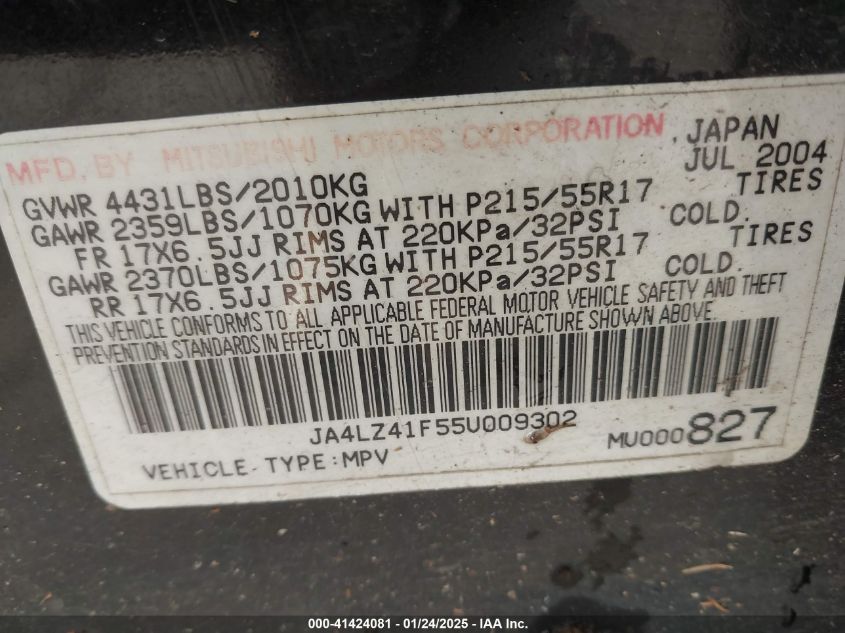 MFD. BY MITSUBISHI MOTORS CORPORATION, JAPAN
JUL 2004
GVWR 4431LBS/2010KG
GAWR 2359LBS/1070KG WITH P215/55R17 TIRES
FR 17X6.5JJ RIMS AT 220KPa/32PSI COLD.
GAWR 2370LBS/1075KG WITH P215/55R17 TIRES
RR 17X6.5JJ RIMS AT 220KPa/32PSI COLD.
THIS VEHICLE CONFORMS TO ALL APPLICABLE FEDERAL MOTOR VEHICLE SAFETY AND THEFT
PREVENTION STANDARDS IN EFFECT ON THE DATE OF MANUFACTURE SHOWN ABOVE.
JA4LZ41F55U009302
MU000827
VEHICLE-TYPE:MPV
000-41424081 - 01/24/2025 - IAA Inc.